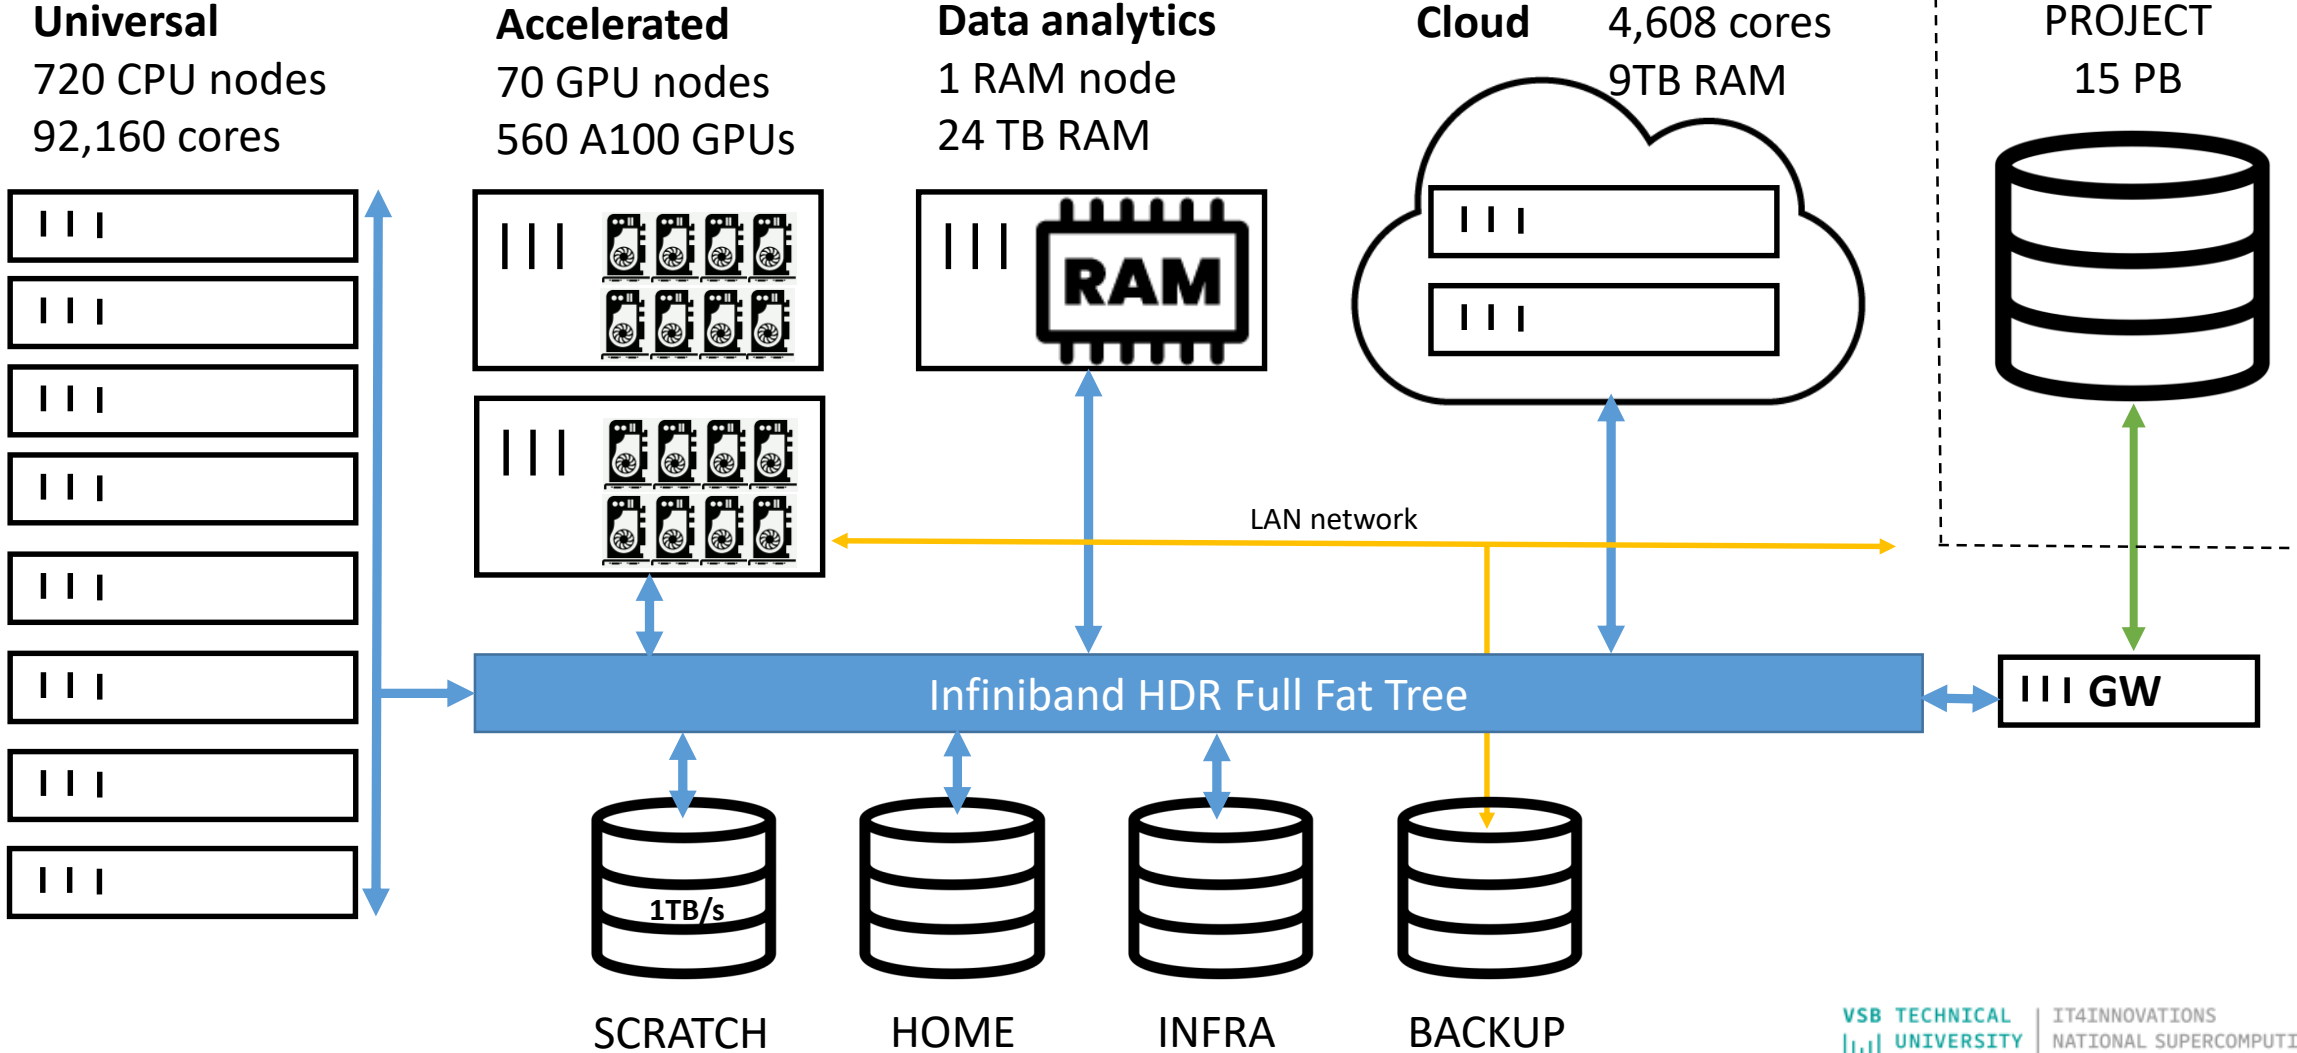 Universal
720 CPU nodes
92,160 cores
Accelerated
70 GPU nodes
560 A100 GPUs
Data analytics
1 RAM node
24 TB RAM
RAM
Cloud
4,608 cores
9TB RAM
PROJECT
15 PB
LAN network
Infiniband HDR Full Fat Tree
GW
1TB/s
SCRATCH
HOME
INFRA
BACKUP
VSB TECHNICAL
UNIVERSITY
IT4INNOVATIONS
NATIONAL SUPERCOMPUTI